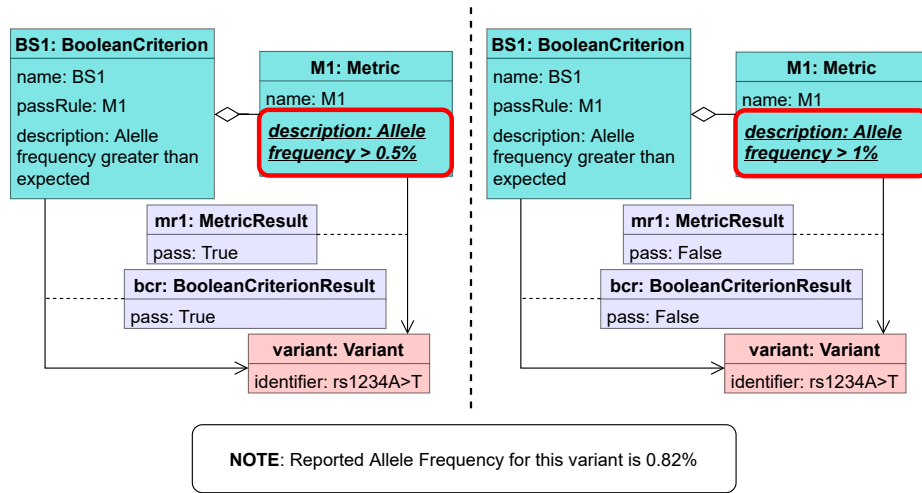 BS1: BooleanCriterion
name: BS1
passRule: M1
description: Alelle
frequency greater than
expected
M1: Metric
name: M1
description: Allele
frequency > 0.5%
mr1: MetricResult
pass: True
bcr: BooleanCriterionResult
pass: True
variant: Variant
identifier: rs1234A>T
BS1: BooleanCriterion
name: BS1
passRule: M1
description: Alelle
frequency greater than
expected
M1: Metric
name: M1
description: Allele
frequency > 1%
mr1: MetricResult
pass: False
bcr: BooleanCriterionResult
pass: False
variant: Variant
identifier: rs1234A>T
NOTE: Reported Allele Frequency for this variant is 0.82%